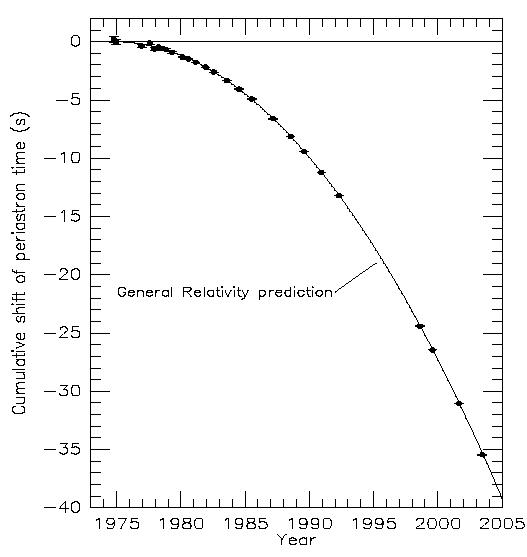 0
-5
-10
-15
-20
-25
-30
-35
-40
Cumulative shift of periastron time (s)
General Relativity prediction
1975 1980 1985 1990 1995 2000 2005
Year